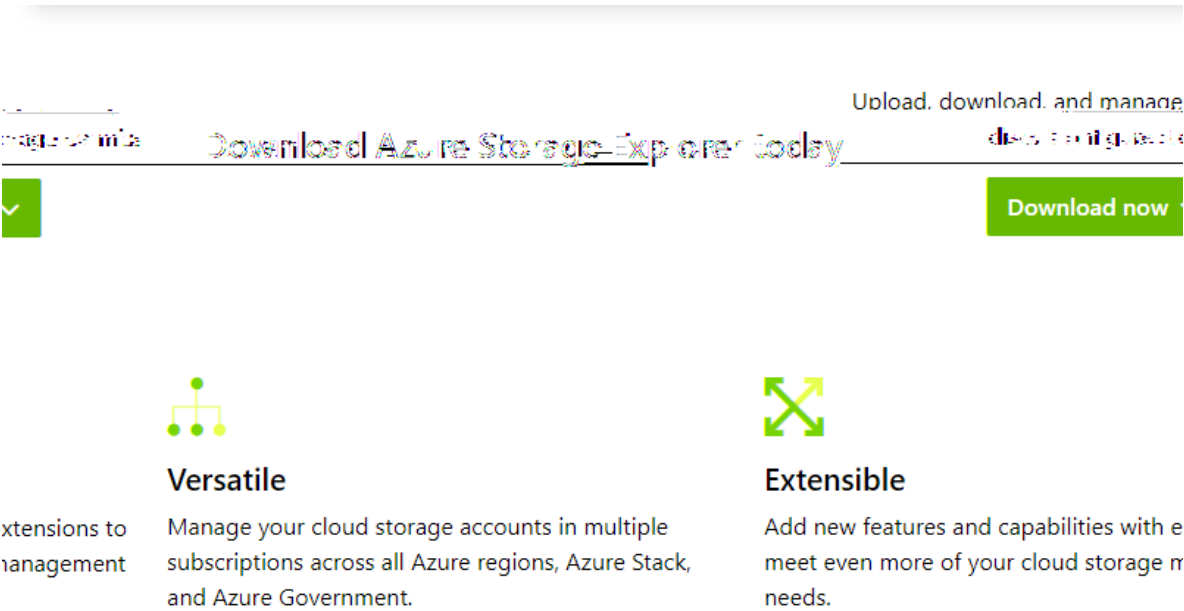 Upload, download, and manage
Download Azure Storage Explorer today
Download now
Versatile
Extensible
xtensions to
Manage your cloud storage accounts in multiple
Add new features and capabilities with e
management
subscriptions across all Azure regions, Azure Stack,
meet even more of your cloud storage m
and Azure Government.
needs.